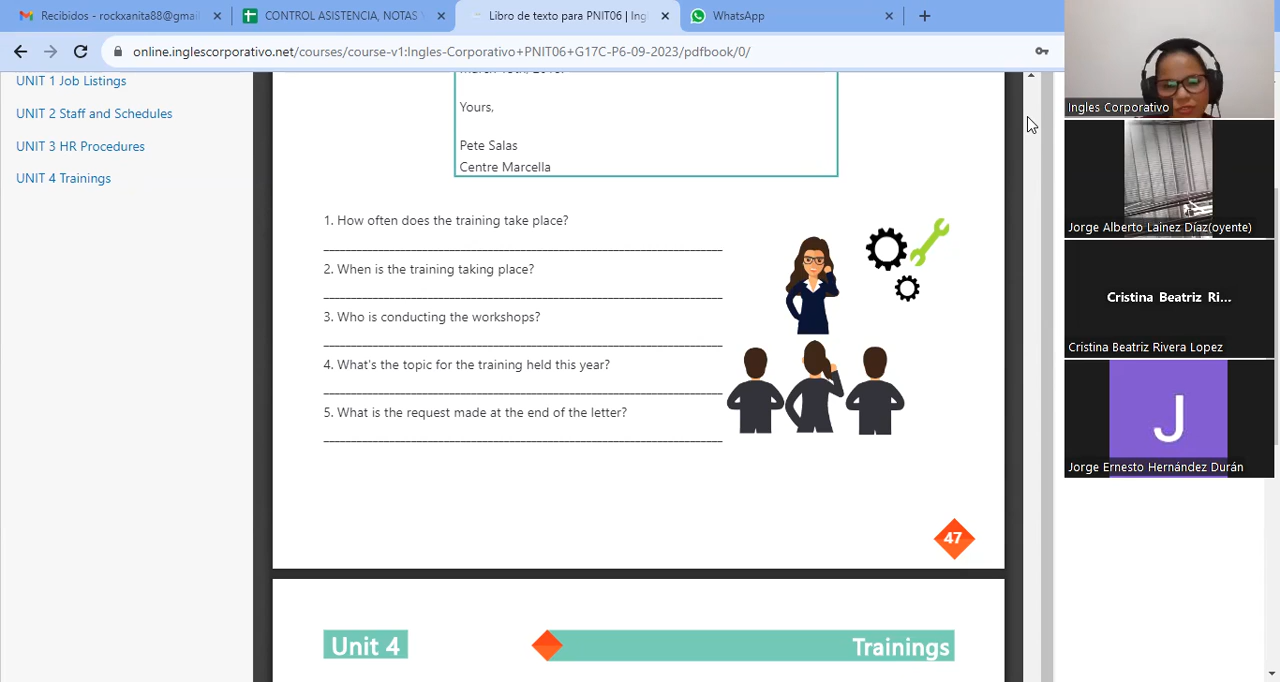 Recibidos - rockxanita88@gmai
CONTROL ASISTENCIA, NOTAS
Libro de texto para PNIT06 | Ing
WhatsApp
online.inglescorporativo.net/courses/course-v1:Ingles-Corporativo+PNIT06+G17C-P6-09-2023/pdfbook/0/
UNIT 1 Job Listings
UNIT 2 Staff and Schedules
UNIT 3 HR Procedures
UNIT 4 Trainings
Yours,
Pete Salas
Centre Marcella
1. How often does the training take place?
2. When is the training taking place?
3. Who is conducting the workshops?
4. What's the topic for the training held this year?
5. What is the request made at the end of the letter?
47
Unit 4
Trainings
Ingles Corporativo
Jorge Alberto Lainez Díaz(oyente)
Cristina Beatriz Ri...
Cristina Beatriz Rivera Lopez
J
Jorge Ernesto Hernández Durán